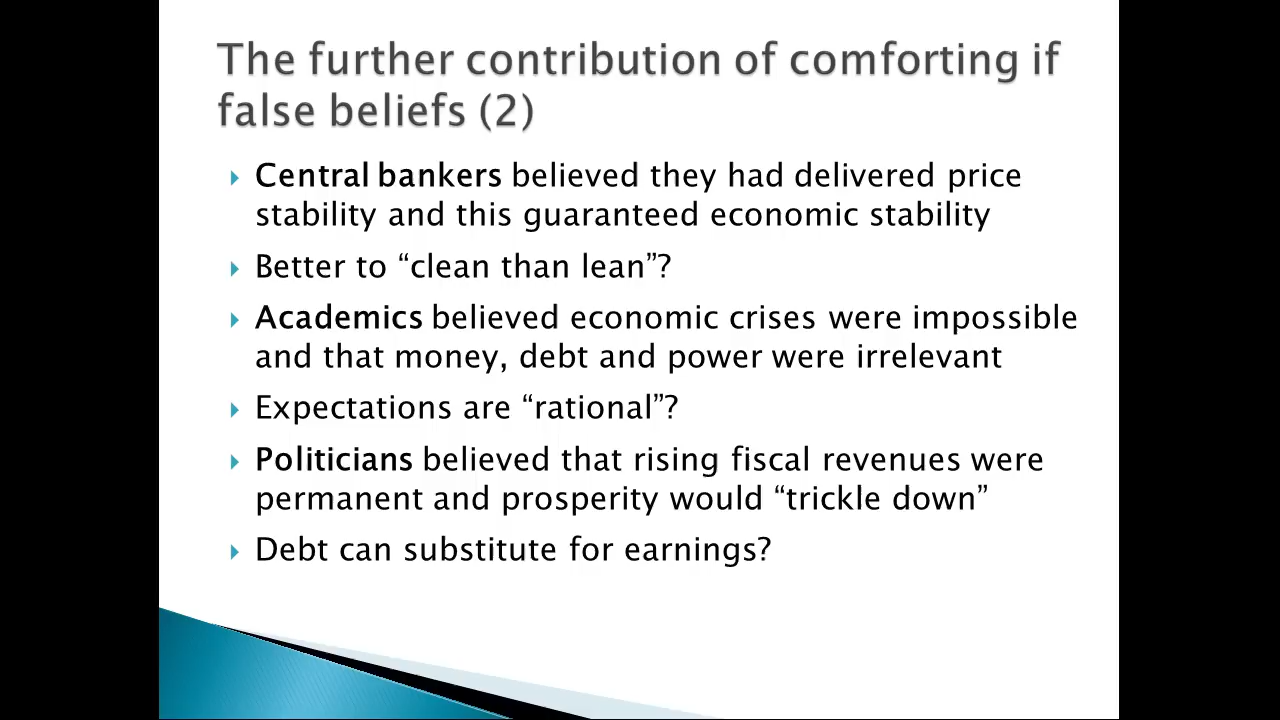 The further contribution of comforting if
false beliefs (2)
Central bankers believed they had delivered price
stability and this guaranteed economic stability
Better to “clean than lean”?
Academics believed economic crises were impossible
and that money, debt and power were irrelevant
Expectations are “rational”?
Politicians believed that rising fiscal revenues were
permanent and prosperity would “trickle down”
Debt can substitute for earnings?